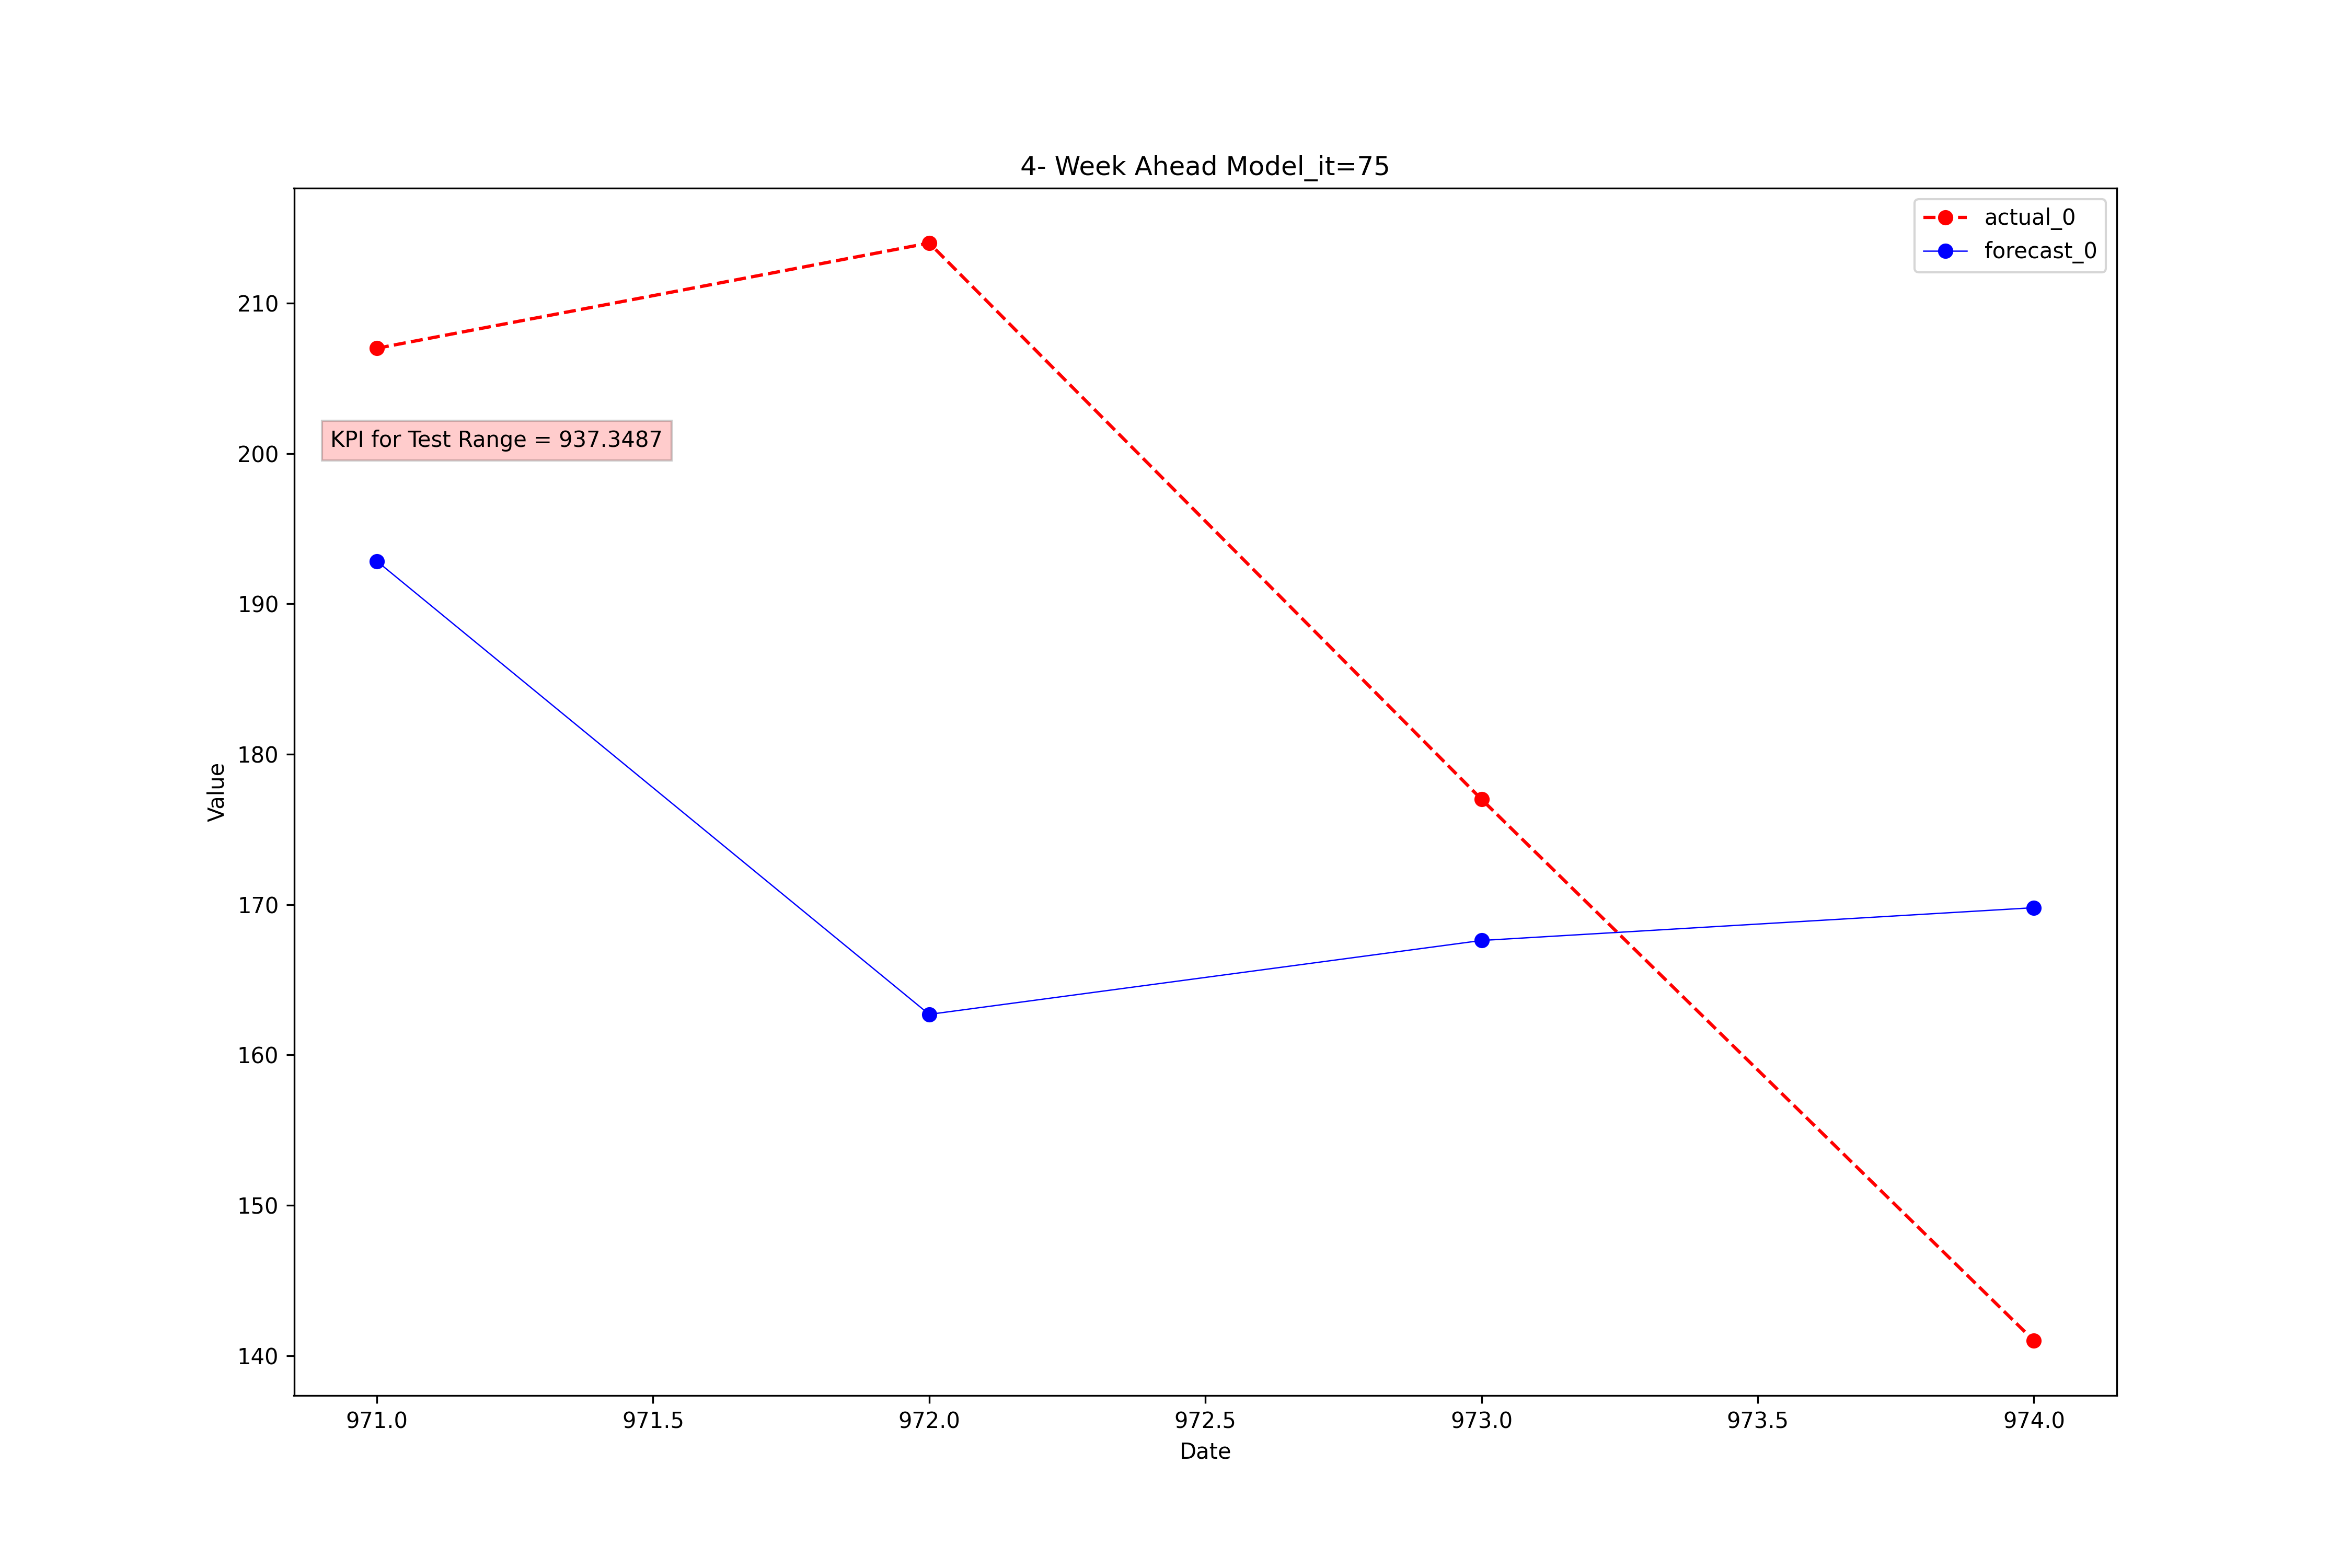 4- Week Ahead Model_it=75
actual_0
forecast_0
KPI for Test Range = 937.3487
Value
210
200
190
180
170
160
150
140
971.0 971.5 972.0 972.5 973.0 973.5 974.0
Date